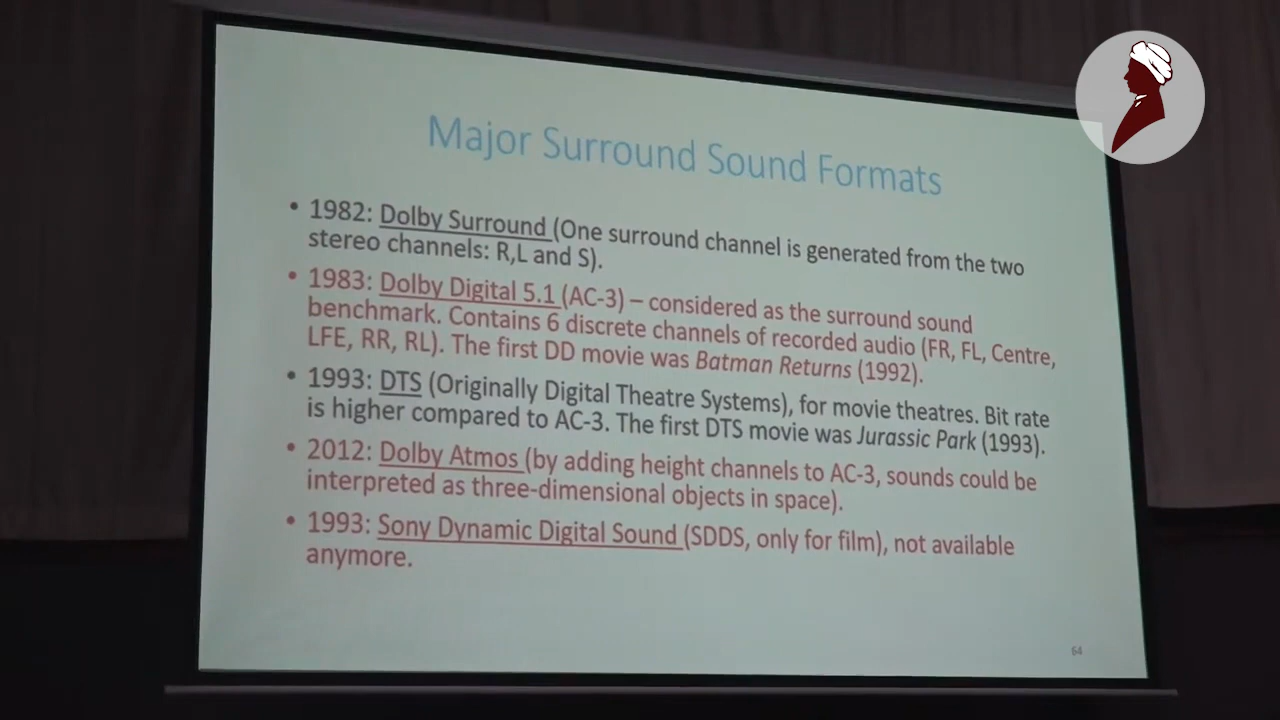 Major Surround Sound Formats
• 1982: Dolby Surround (One surround channel is generated from the two
stereo channels: R,L and S).
• 1983: Dolby Digital 5.1 (AC-3) – considered as the surround sound
benchmark. Contains 6 discrete channels of recorded audio (FR, FL, Centre,
LFE, RR, RL). The first DD movie was Batman Returns (1992).
• 1993: DTS (Originally Digital Theatre Systems), for movie theatres. Bit rate
is higher compared to AC-3. The first DTS movie was Jurassic Park (1993).
• 2012: Dolby Atmos (by adding height channels to AC-3, sounds could be
interpreted as three-dimensional objects in space).
• 1993: Sony Dynamic Digital Sound (SDDS, only for film), not available
anymore.
64